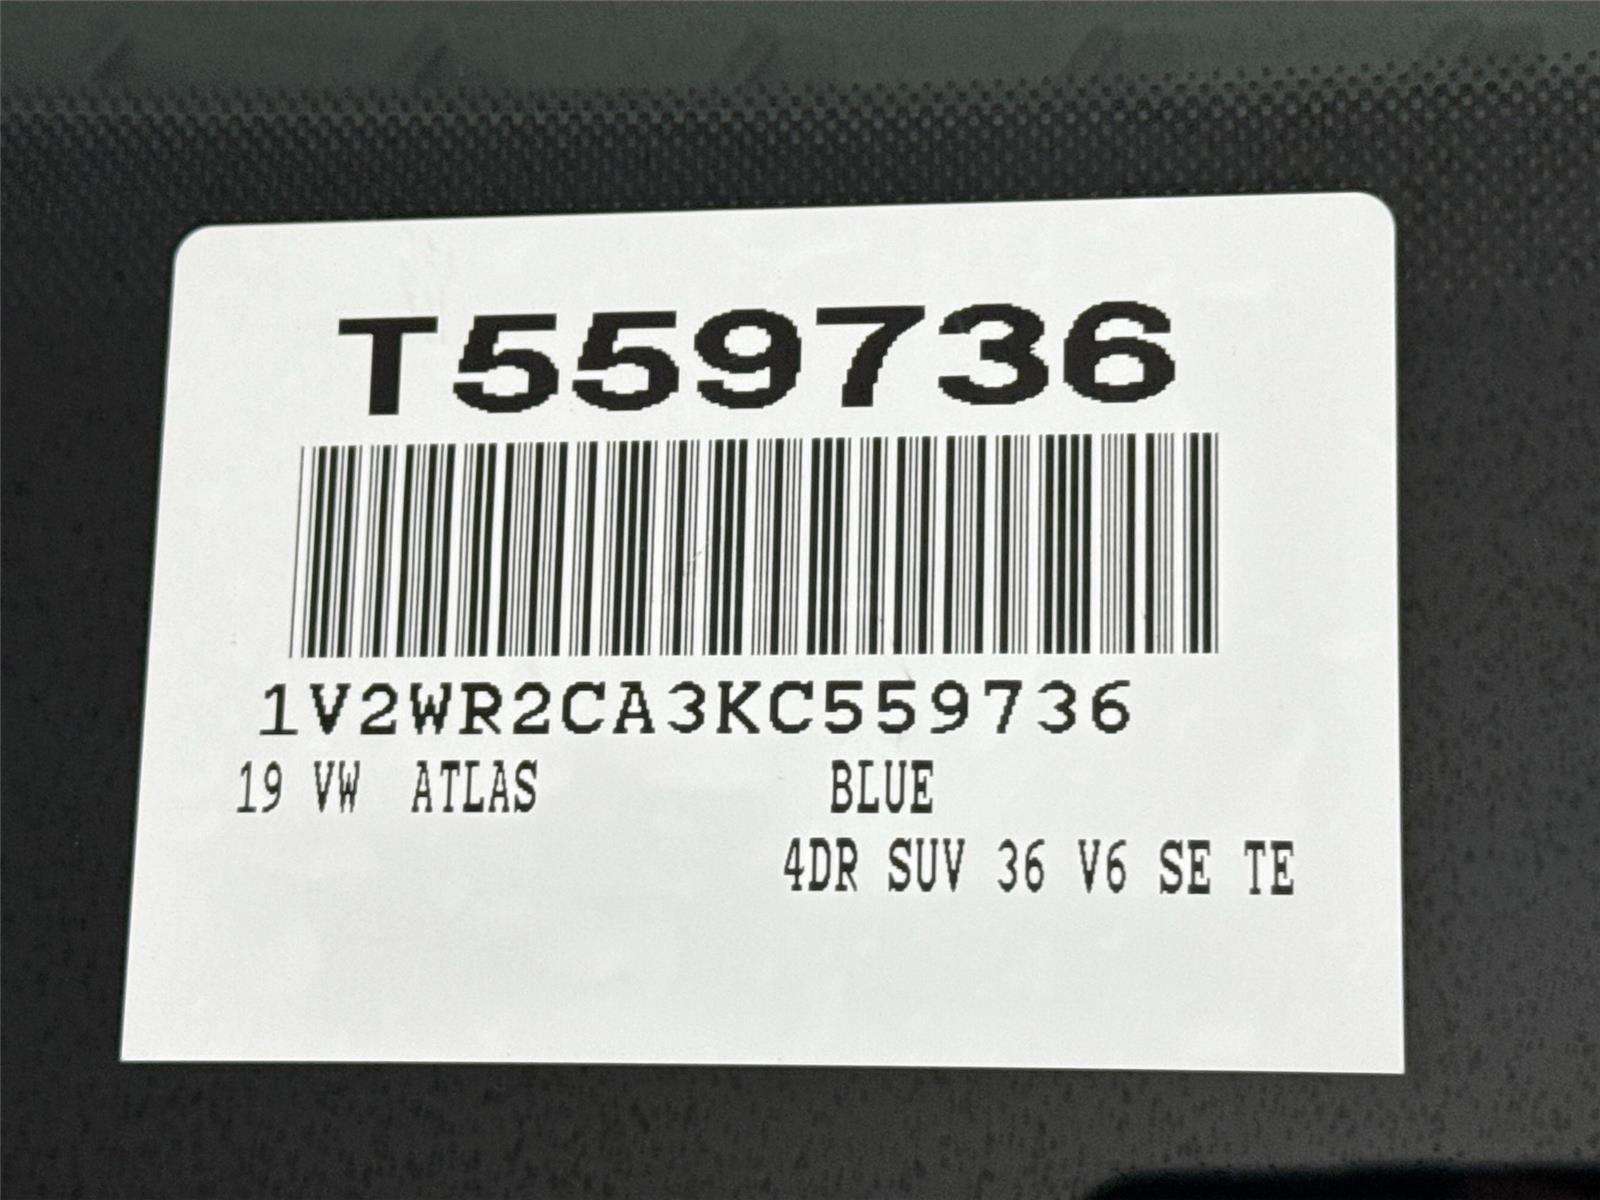 T559736
1V2WR2CA3KC559736
19 VW ATLAS BLUE
4DR SUV 36 V6 SE TE